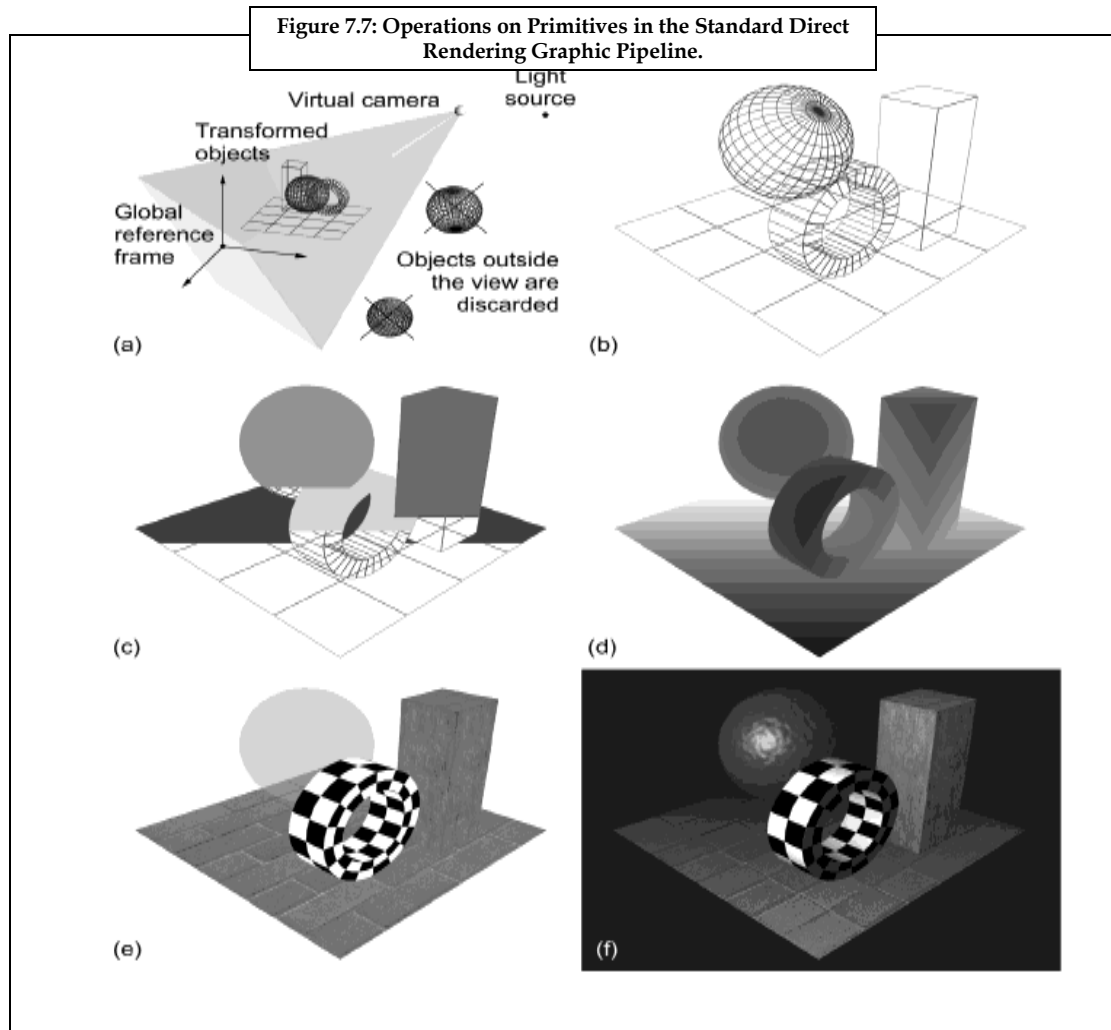 Figure 7.7: Operations on Primitives in the Standard Direct
Rendering Graphic Pipeline.
Light
source
Virtual camera
Transformed
objects
Global
reference
frame
Objects outside
the view are
discarded
(a)
(b)
(c)
(d)
(e)
(f)